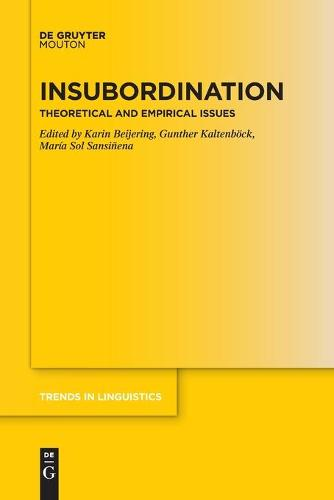 DE GRUYTER
MOUTON
INSUBORDINATION
THEORETICAL AND EMPIRICAL ISSUES
Edited by Karin Beijering, Gunther Kaltenböck,
María Sol Sansiñena
TRENDS IN LINGUISTICS
DE
G